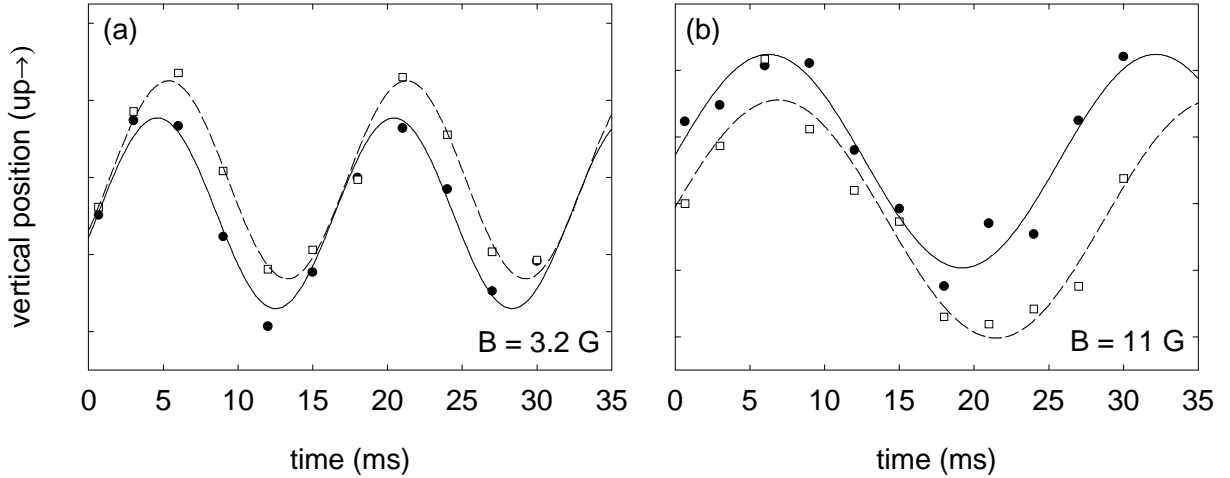 vertical position (up→)
(a)
B = 3.2 G
0 5 10 15 20 25 30 35
time (ms)
(b)
B = 11 G
0 5 10 15 20 25 30 35
time (ms)